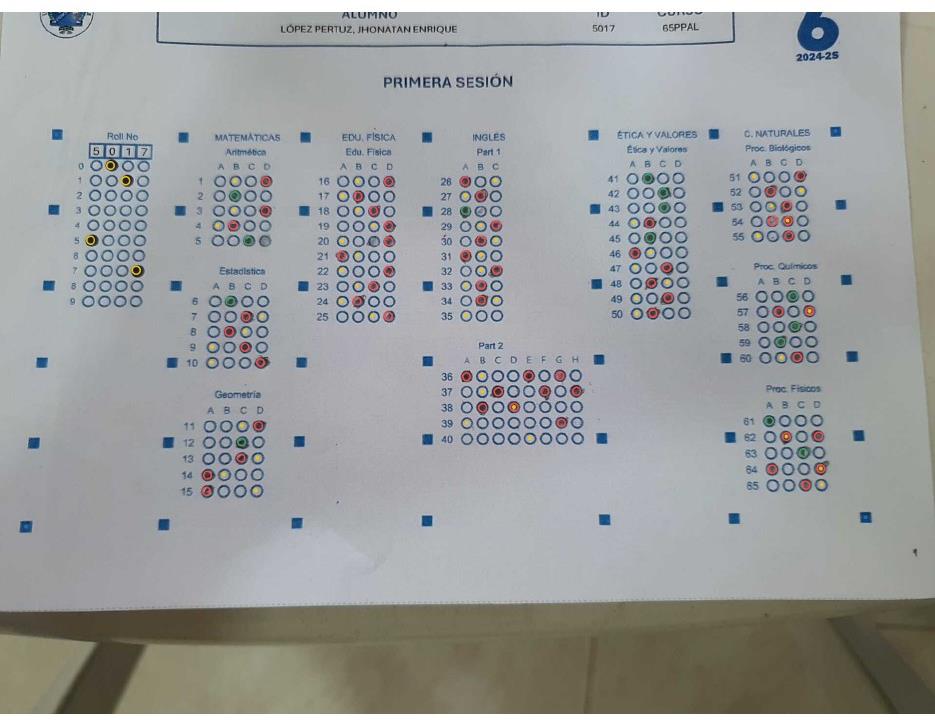 ALUMNO ID CURSO
LÓPEZ PERTUZ, JHONATAN ENRIQUE 5017 65PPAL
6
2024-2S
PRIMERA SESIÓN
Roll No
5 0 1 7
0
1
2
3
4
5
6
7
8
9
MATEMÁTICAS
Aritmética
A B C D
1
2
3
4
5
Estadística
A B C D
6
7
8
9
10
Geometría
A B C D
11
12
13
14
15
EDU. FÍSICA
Edu. Física
A B C D
16
17
18
19
20
21
22
23
24
25
INGLÉS
Part 1
A B C
26
27
28
29
30
31
32
33
34
35
Part 2
A B C D E F G H
36
37
38
39
40
ÉTICA Y VALORES
Ética y Valores
A B C D
41
42
43
44
45
46
47
48
49
50
C. NATURALES
Proc. Biológicos
A B C D
51
52
53
54
55
Proc. Químicos
A B C D
56
57
58
59
60
Proc. Físicos
A B C D
61
62
63
64
65